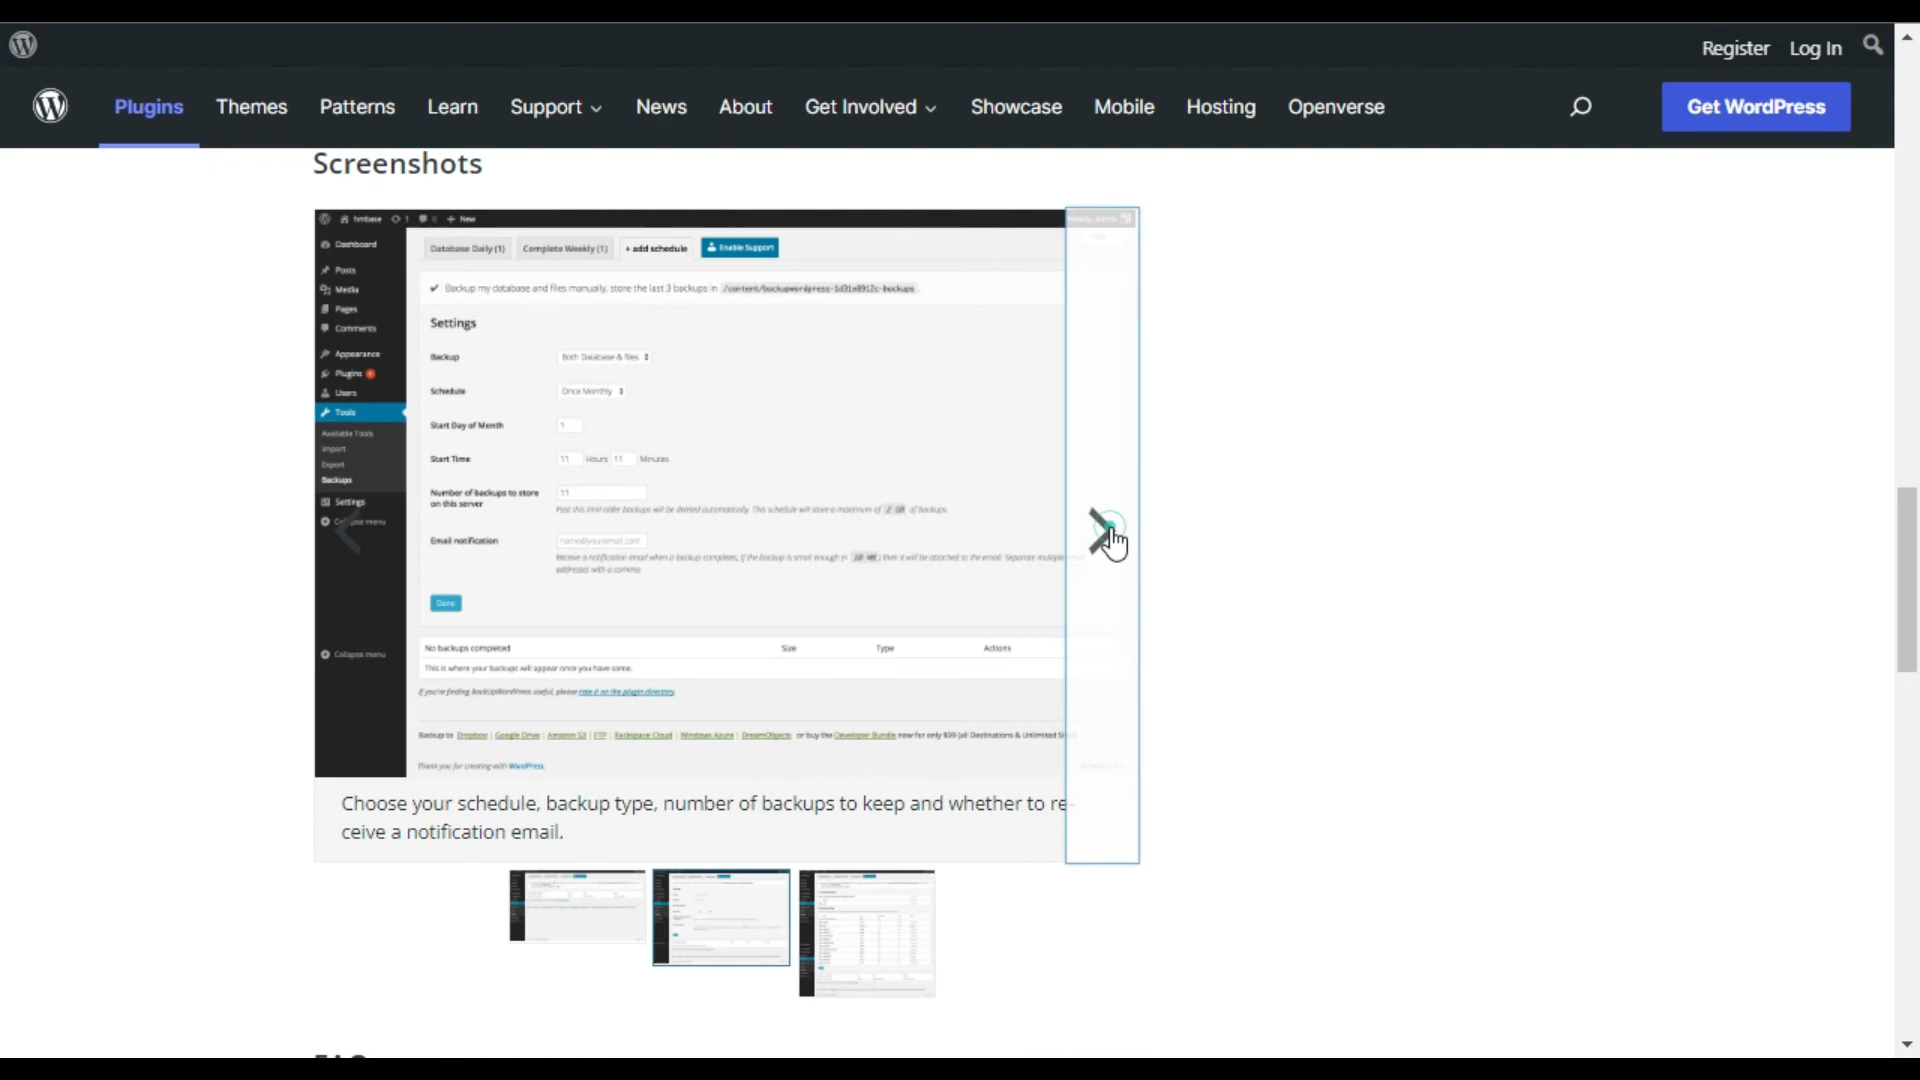 Register Log In
Plugins Themes Patterns Learn Support News About Get Involved Showcase Mobile Hosting Openverse Get WordPress
Screenshots
hmbase 1 0 + New
Dashboard
Posts
Media
Pages
Comments
Appearance
Plugins
Users
Tools
Available Tools
Import
Export
Backups
Settings
Collapse menu
Database Daily (1) Complete Weekly (1) + add schedule Enable Support
Backup my database and files manually, store the last 3 backups in /content/backupwordpress-1d31e8912c-backups
Settings
Backup Both Database & files
Schedule Once Monthly
Start Day of Month 1
Start Time 11 Hours 11 Minutes
Number of backups to store on this server 11
Past this limit older backups will be deleted automatically. This schedule will store a maximum of 2 GB of backups.
Email notification name@youremail.com
Receive a notification email when a backup completes, if the backup is small enough (< 10 MB) then it will be attached to the email. Separate multiple
addresses with a comma.
Done
Collapse menu
No backups completed Size Type Actions
This is where your backups will appear once you have some.
If you're finding BackUpWordPress useful, please rate it on the plugin directory.
Backup to Dropbox | Google Drive | Amazon S3 | FTP | Rackspace Cloud | Windows Azure | DreamObjects or buy the Developer Bundle now for only $99 (all Destinations & Unlimited
Thank you for creating with WordPress.
Choose your schedule, backup type, number of backups to keep and whether to re-
ceive a notification email.